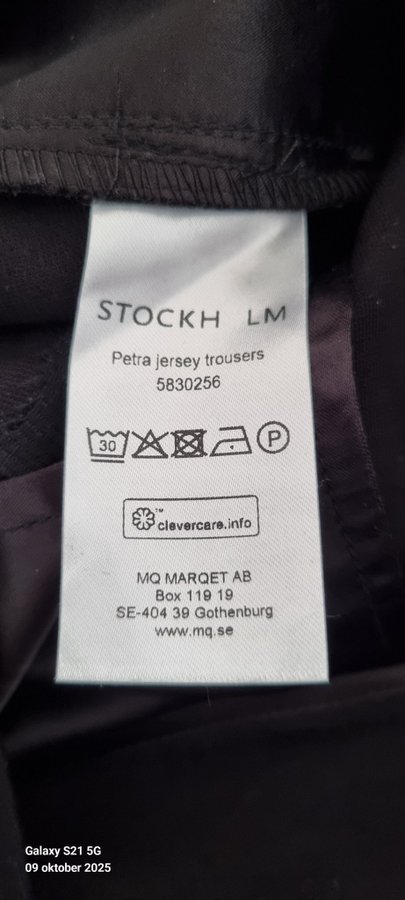 STOCKH LM
Petra jersey trousers
5830256
30 P
™
clevercare.info
MQ MARQET AB
Box 119 19
SE-404 39 Gothenburg
www.mq.se
Galaxy S21 5G
09 oktober 2025